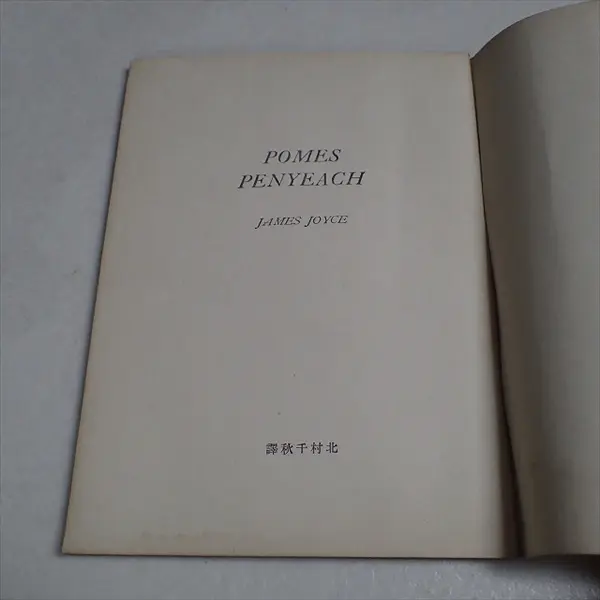 POMES
PENYEACH
JAMES JOYCE
北村千秋譯